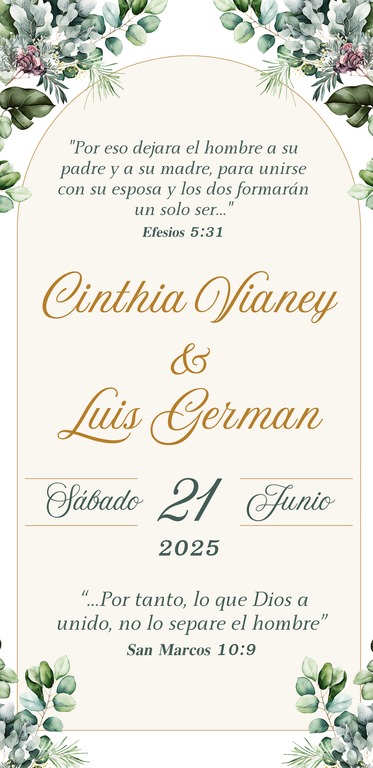 "Por eso dejara el hombre a su
padre y a su madre, para unirse
con su esposa y los dos formarán
un solo ser..."
Efesios 5:31
Cinthia Vianey
&
Luis German
Sábado 21 Junio
2025
“...Por tanto, lo que Dios a
unido, no lo separe el hombre”
San Marcos 10:9